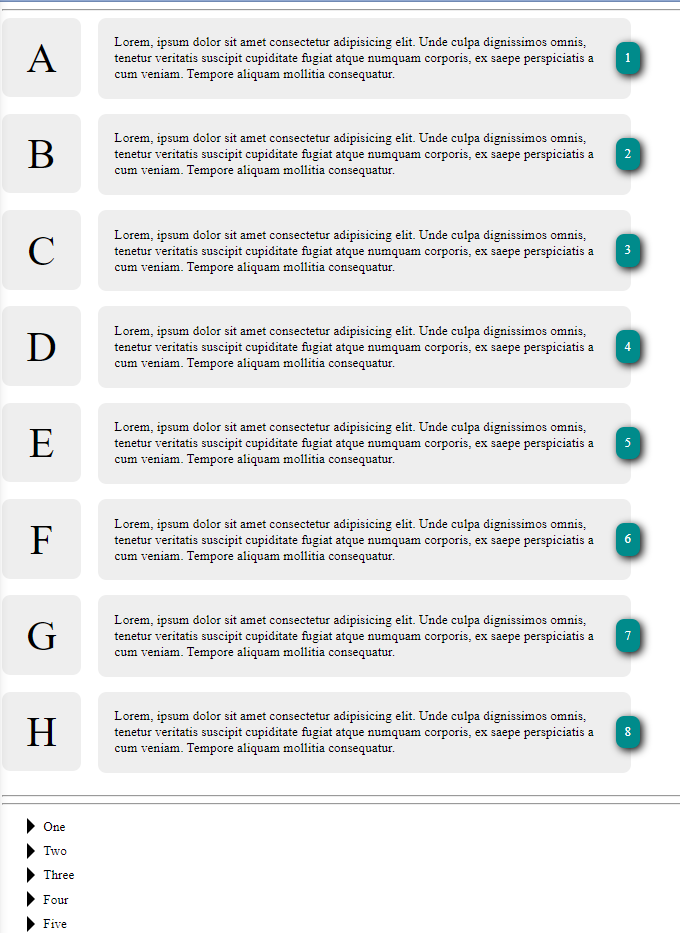 A
Lorem, ipsum dolor sit amet consectetur adipisicing elit. Unde culpa dignissimos omnis,
tenetur veritatis suscipit cupiditate fugiat atque numquam corporis, ex saepe perspiciatis a
cum veniam. Tempore aliquam mollitia consequatur.
1
B
Lorem, ipsum dolor sit amet consectetur adipisicing elit. Unde culpa dignissimos omnis,
tenetur veritatis suscipit cupiditate fugiat atque numquam corporis, ex saepe perspiciatis a
cum veniam. Tempore aliquam mollitia consequatur.
2
C
Lorem, ipsum dolor sit amet consectetur adipisicing elit. Unde culpa dignissimos omnis,
tenetur veritatis suscipit cupiditate fugiat atque numquam corporis, ex saepe perspiciatis a
cum veniam. Tempore aliquam mollitia consequatur.
3
D
Lorem, ipsum dolor sit amet consectetur adipisicing elit. Unde culpa dignissimos omnis,
tenetur veritatis suscipit cupiditate fugiat atque numquam corporis, ex saepe perspiciatis a
cum veniam. Tempore aliquam mollitia consequatur.
4
E
Lorem, ipsum dolor sit amet consectetur adipisicing elit. Unde culpa dignissimos omnis,
tenetur veritatis suscipit cupiditate fugiat atque numquam corporis, ex saepe perspiciatis a
cum veniam. Tempore aliquam mollitia consequatur.
5
F
Lorem, ipsum dolor sit amet consectetur adipisicing elit. Unde culpa dignissimos omnis,
tenetur veritatis suscipit cupiditate fugiat atque numquam corporis, ex saepe perspiciatis a
cum veniam. Tempore aliquam mollitia consequatur.
6
G
Lorem, ipsum dolor sit amet consectetur adipisicing elit. Unde culpa dignissimos omnis,
tenetur veritatis suscipit cupiditate fugiat atque numquam corporis, ex saepe perspiciatis a
cum veniam. Tempore aliquam mollitia consequatur.
7
H
Lorem, ipsum dolor sit amet consectetur adipisicing elit. Unde culpa dignissimos omnis,
tenetur veritatis suscipit cupiditate fugiat atque numquam corporis, ex saepe perspiciatis a
cum veniam. Tempore aliquam mollitia consequatur.
8
One
Two
Three
Four
Five